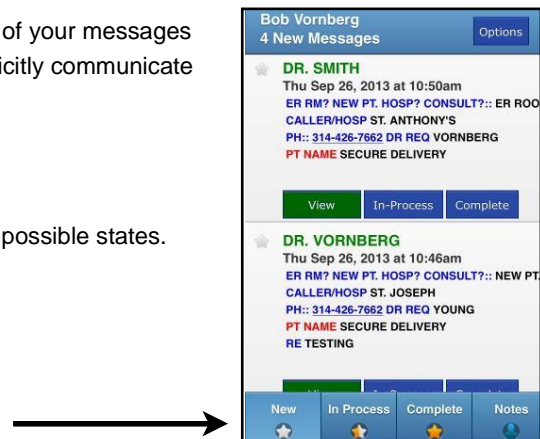 of your messages
icitly communicate
possible states.
Bob Vornberg
4 New Messages
Options
DR. SMITH
Thu Sep 26, 2013 at 10:50am
ER RM? NEW PT. HOSP? CONSULT?:: ER ROO
CALLER/HOSP ST. ANTHONY'S
PH:: 314-426-7662 DR REQ VORNBERG
PT NAME SECURE DELIVERY
View In-Process Complete
DR. VORNBERG
Thu Sep 26, 2013 at 10:46am
ER RM? NEW PT. HOSP? CONSULT?:: NEW PT.
CALLER/HOSP ST. JOSEPH
PH:: 314-426-7662 DR REQ YOUNG
PT NAME SECURE DELIVERY
RE TESTING
New In Process Complete Notes